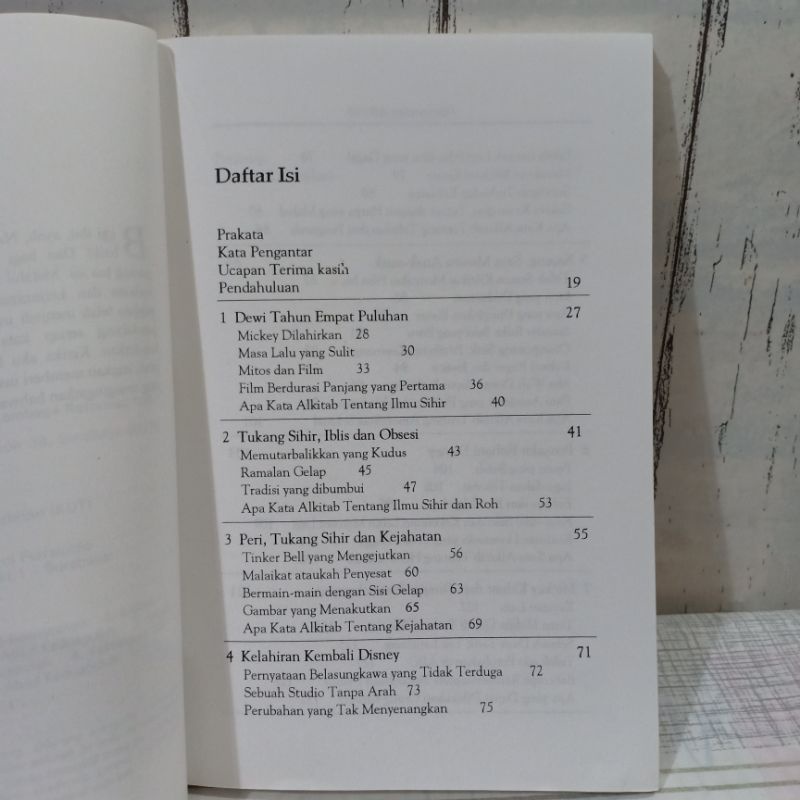 Daftar Isi
Prakata
Kata Pengantar
Ucapan Terima kasih
Pendahuluan 19
1 Dewi Tahun Empat Puluhan 27
Mickey Dilahirkan 28
Masa Lalu yang Sulit 30
Mitos dan Film 33
Film Berdurasi Panjang yang Pertama 36
Apa Kata Alkitab Tentang Ilmu Sihir 40
2 Tukang Sihir, Iblis dan Obsesi 41
Memutarbalikkan yang Kudus 43
Ramalan Gelap 45
Tradisi yang dibumbui 47
Apa Kata Alkitab Tentang Ilmu Sihir dan Roh 53
3 Peri, Tukang Sihir dan Kejahatan 55
Tinker Bell yang Mengejutkan 56
Malaikat ataukah Penyesat 60
Bermain-main dengan Sisi Gelap 63
Gambar yang Menakutkan 65
Apa Kata Alkitab Tentang Kejahatan 69
4 Kelahiran Kembali Disney 71
Pernyataan Belasungkawa yang Tidak Terduga 72
Sebuah Studio Tanpa Arah 73
Perubahan yang Tak Menyenangkan 75